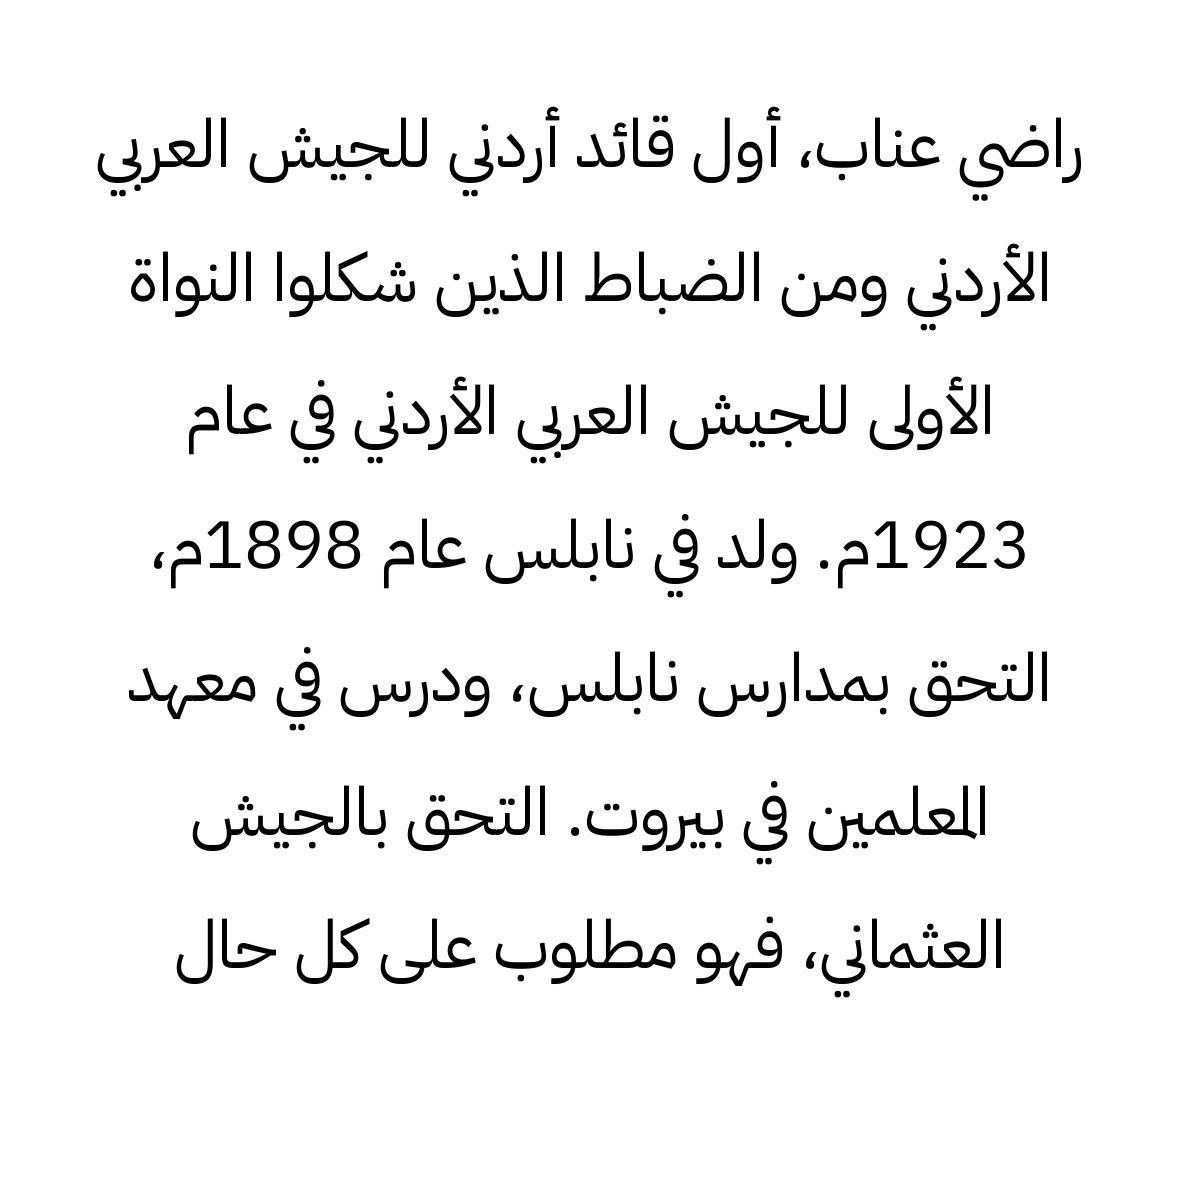 راضي عناب، أول قائد أردني للجيش العربي
الأردني ومن الضباط الذين شكلوا النواة
الأولى للجيش العربي الأردني في عام
1923م. ولد في نابلس عام 1898م،
التحق بمدارس نابلس، ودرس في معهد
المعلمين في بيروت. التحق بالجيش
العثماني، فهو مطلوب على كل حال